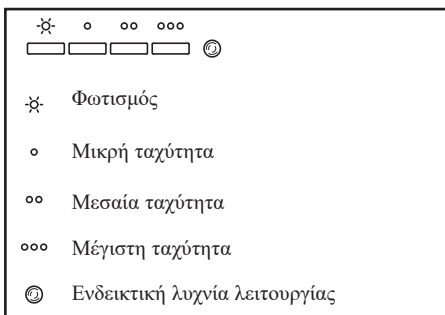 Φωτισμός
Μικρή ταχύτητα
Μεσαία ταχύτητα
Μέγιστη ταχύτητα
Ενδεικτική λυχνία λειτουργίας